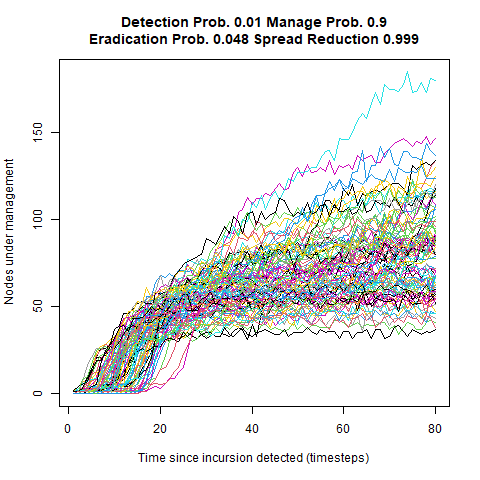 Detection Prob. 0.01 Manage Prob. 0.9
Eradication Prob. 0.048 Spread Reduction 0.999
Nodes under management
150
100
50
0
0 20 40 60 80
Time since incursion detected (timesteps)